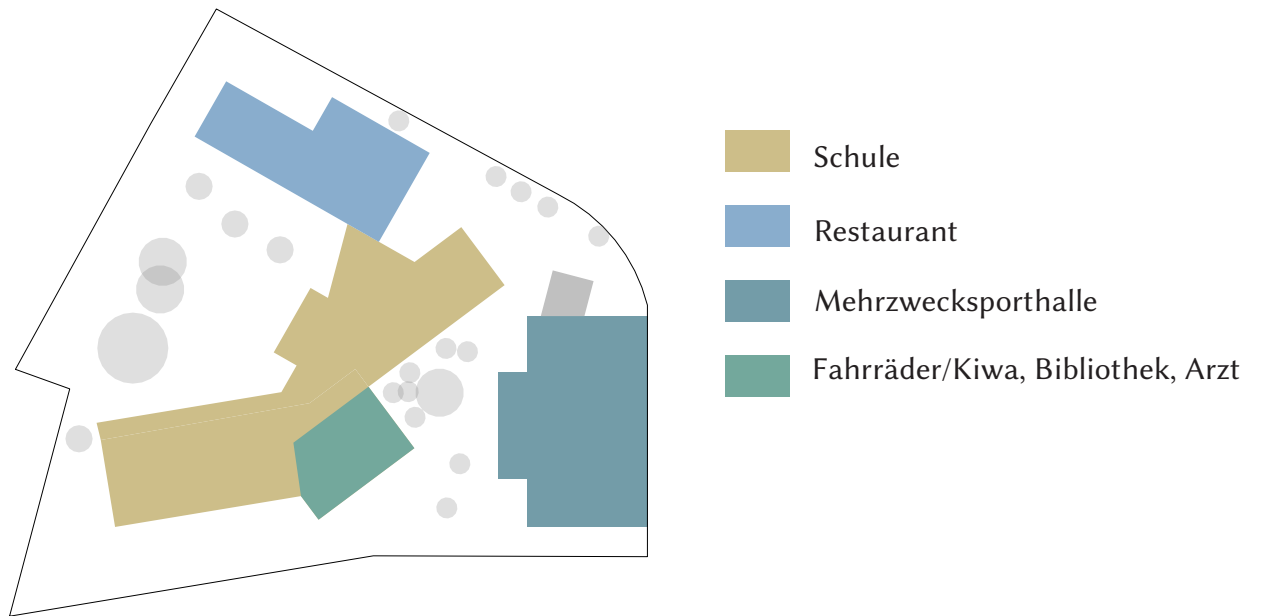 Schule
Restaurant
Mehrzwecksporthalle
Fahrräder/Kiwa, Bibliothek, Arzt